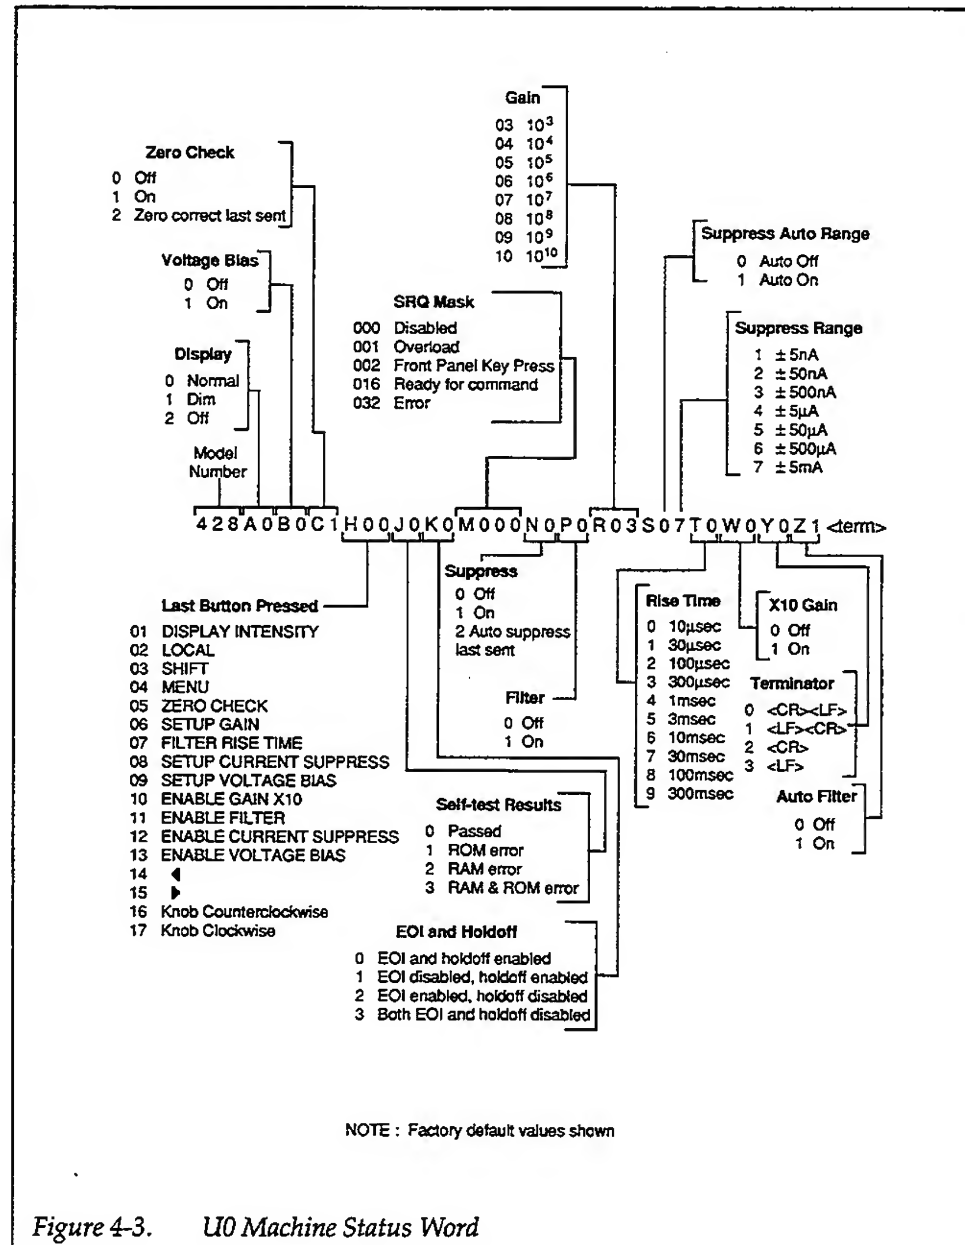 Gain
03 10³
04 10⁴
05 10⁵
06 10⁶
07 10⁷
08 10⁸
09 10⁹
10 10¹⁰
Zero Check
0 Off
1 On
2 Zero correct last sent
Voltage Bias
0 Off
1 On
Display
0 Normal
1 Dim
2 Off
Model
Number
SRQ Mask
000 Disabled
001 Overload
002 Front Panel Key Press
016 Ready for command
032 Error
Suppress Auto Range
0 Auto Off
1 Auto On
Suppress Range
1 ±5nA
2 ±50nA
3 ±500nA
4 ±5µA
5 ±50µA
6 ±500µA
7 ±5mA
428A0B0C1H00J0K0M000N0P0R03S07T0W0Y0Z1 <term>
Last Button Pressed
01 DISPLAY INTENSITY
02 LOCAL
03 SHIFT
04 MENU
05 ZERO CHECK
06 SETUP GAIN
07 FILTER RISE TIME
08 SETUP CURRENT SUPPRESS
09 SETUP VOLTAGE BIAS
10 ENABLE GAIN X10
11 ENABLE FILTER
12 ENABLE CURRENT SUPPRESS
13 ENABLE VOLTAGE BIAS
14 ◀
15 ▶
16 Knob Counterclockwise
17 Knob Clockwise
Suppress
0 Off
1 On
2 Auto suppress
last sent
Filter
0 Off
1 On
Self-test Results
0 Passed
1 ROM error
2 RAM error
3 RAM & ROM error
EOI and Holdoff
0 EOI and holdoff enabled
1 EOI disabled, holdoff enabled
2 EOI enabled, holdoff disabled
3 Both EOI and holdoff disabled
Rise Time
0 10µsec
1 30µsec
2 100µsec
3 300µsec
4 1msec
5 3msec
6 10msec
7 30msec
8 100msec
9 300msec
X10 Gain
0 Off
1 On
Terminator
0 <CR><LF>
1 <LF><CR>
2 <CR>
3 <LF>
Auto Filter
0 Off
1 On
NOTE : Factory default values shown
Figure 4-3. U0 Machine Status Word